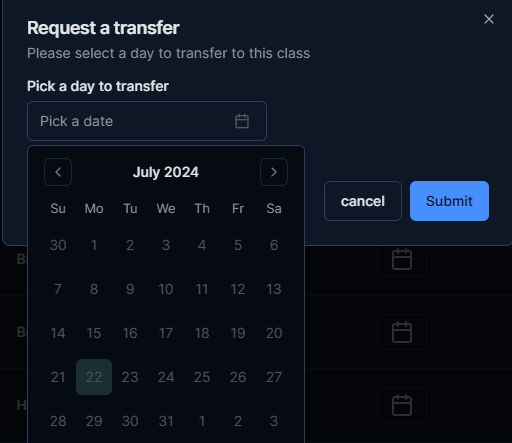 Request a transfer
Please select a day to transfer to this class
Pick a day to transfer
Pick a date
July 2024
cancel
Submit
Su Mo Tu We Th Fr Sa
30 1 2 3 4 5 6
7 8 9 10 11 12 13
14 15 16 17 18 19 20
21 22 23 24 25 26 27
28 29 30 31 1 2 3